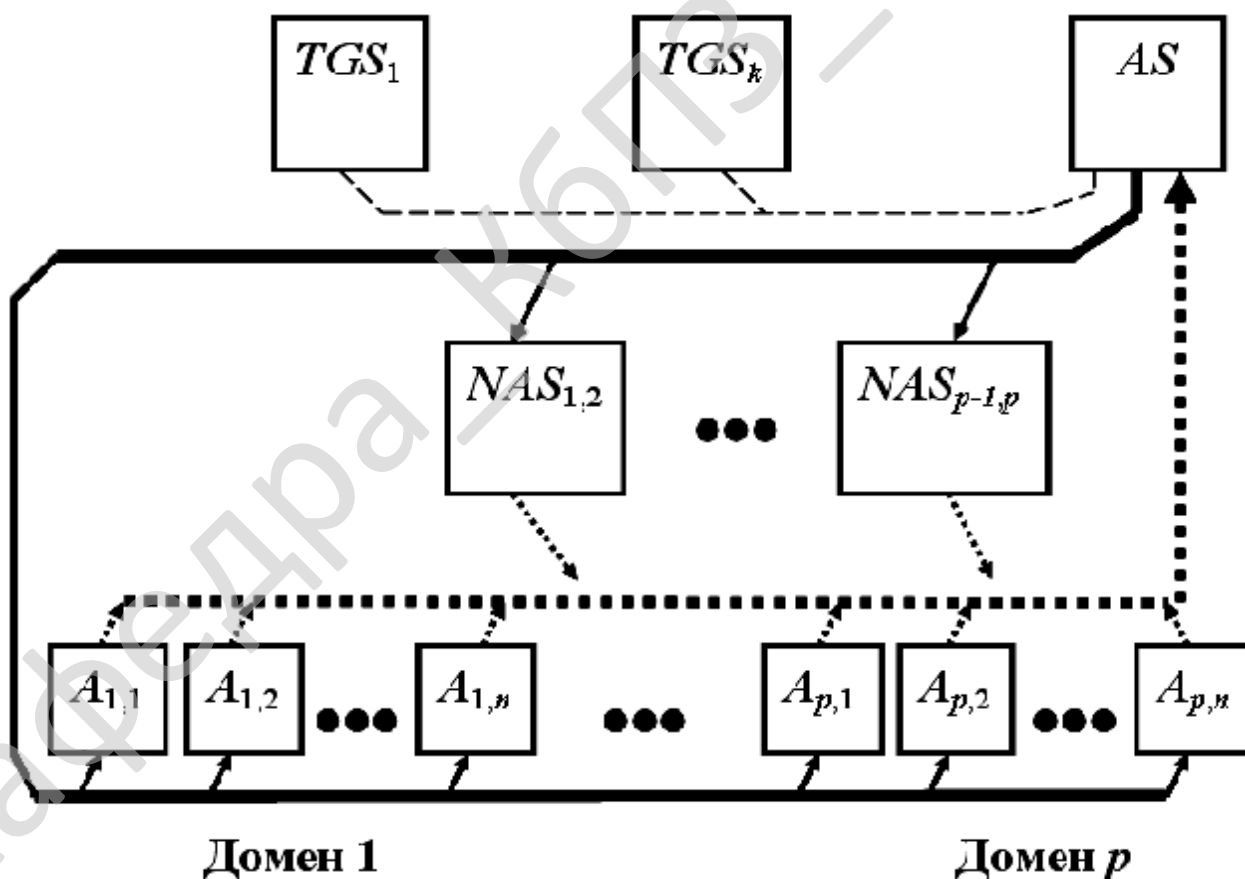 TGS₁ TGSₖ AS
NAS₁,₂ NASₚ₋₁,ₚ
A₁,₁ A₁,₂ A₁,ₙ Aₚ,₁ Aₚ,₂ Aₚ,ₙ
Домен 1 Домен p
афедра_КбПЗ_